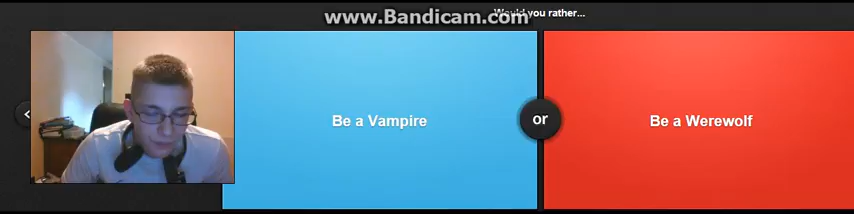 www.Bandicam.com
Would you rather...
Be a Vampire
or
Be a Werewolf